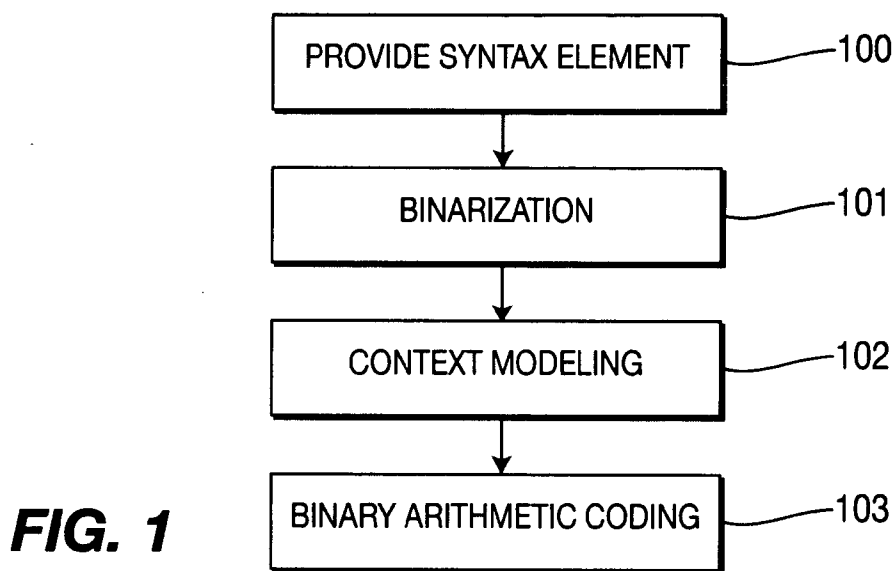 PROVIDE SYNTAX ELEMENT
100
BINARIZATION
101
CONTEXT MODELING
102
BINARY ARITHMETIC CODING
103
FIG. 1